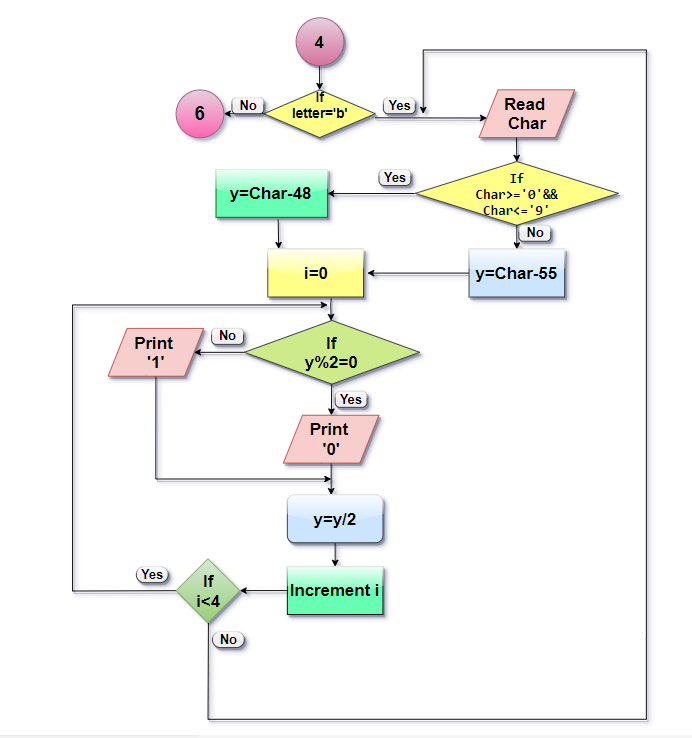 4
If
letter='b'
No
Yes
6
Read
Char
If
Char>='0'&&
Char<='9'
Yes
No
y=Char-48
i=0
y=Char-55
If
y%2=0
No
Print
'1'
Yes
Print
'0'
y=y/2
Increment i
If
i<4
Yes
No